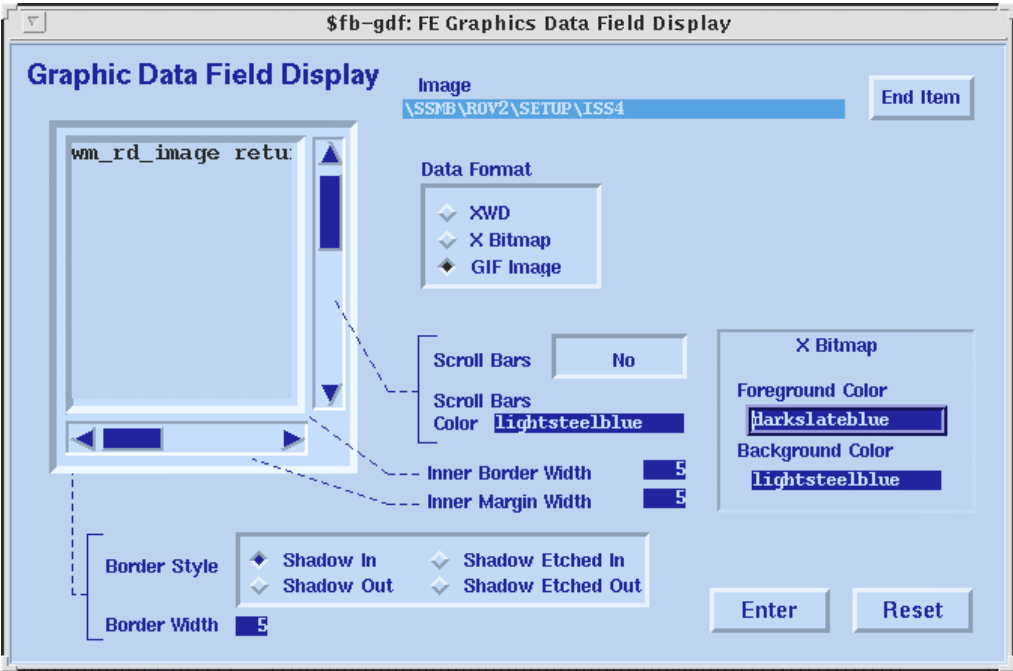 $fb-gdf: FE Graphics Data Field Display
Graphic Data Field Display
Image
\SSMB\ROV2\SETUP\ISS4
End Item
wm_rd_image retu
Data Format
XWD
X Bitmap
GIF Image
Scroll Bars
No
Scroll Bars
Color lightsteelblue
X Bitmap
Foreground Color
darkslateblue
Background Color
lightsteelblue
Inner Border Width 5
Inner Margin Width 5
Border Style
Shadow In
Shadow Etched In
Shadow Out
Shadow Etched Out
Border Width 5
Enter
Reset